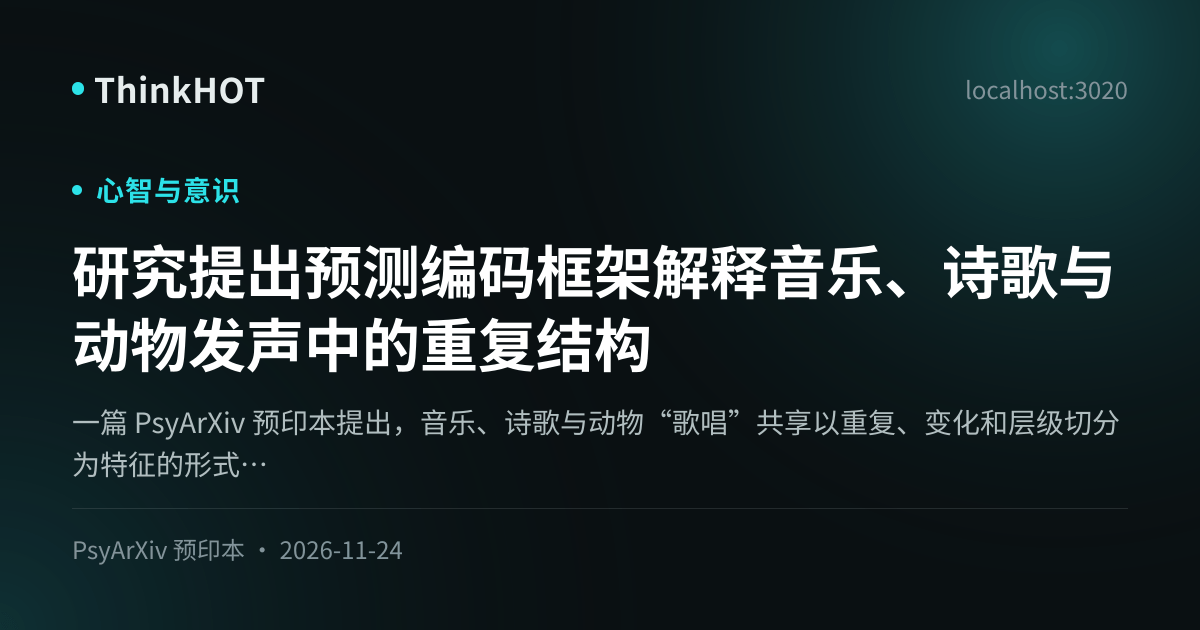 ThinkHOT
localhost:3020
心智与意识
研究提出预测编码框架解释音乐、诗歌与
动物发声中的重复结构
一篇 PsyArXiv 预印本提出，音乐、诗歌与动物“歌唱”共享以重复、变化和层级切分
为特征的形式…
PsyArXiv 预印本 • 2026-11-24